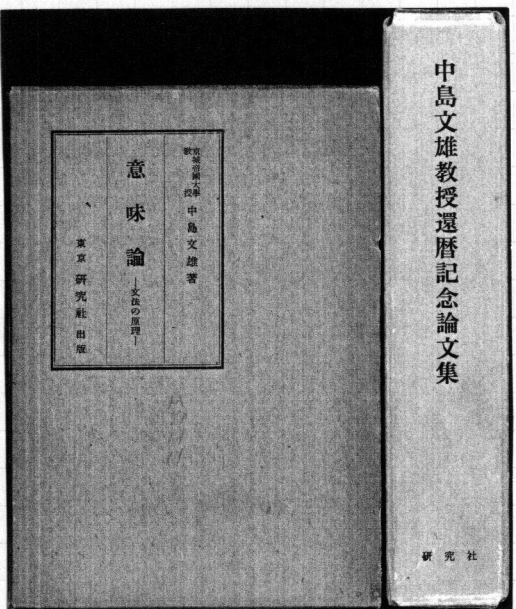 京城帝國大學
教授 中島文雄著
意味論 ―文法の原理―
東京 研究社 出版
中島文雄教授還暦記念論文集
研究社